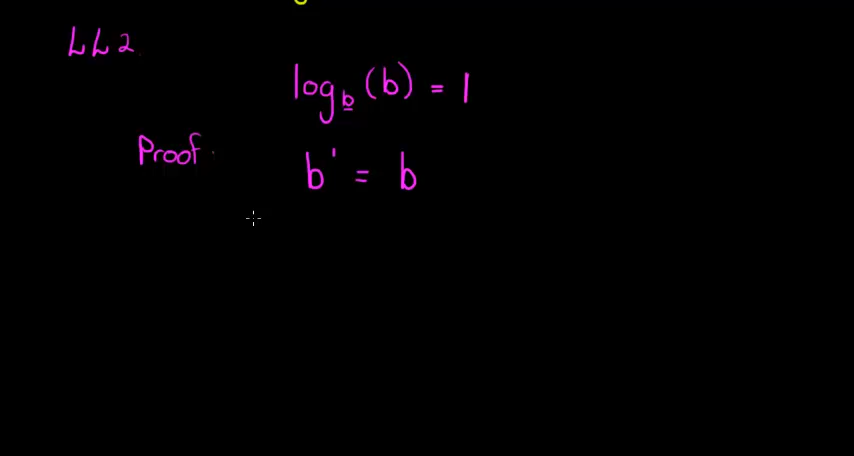 LL2
log_b (b) = 1
Proof.
b¹ = b